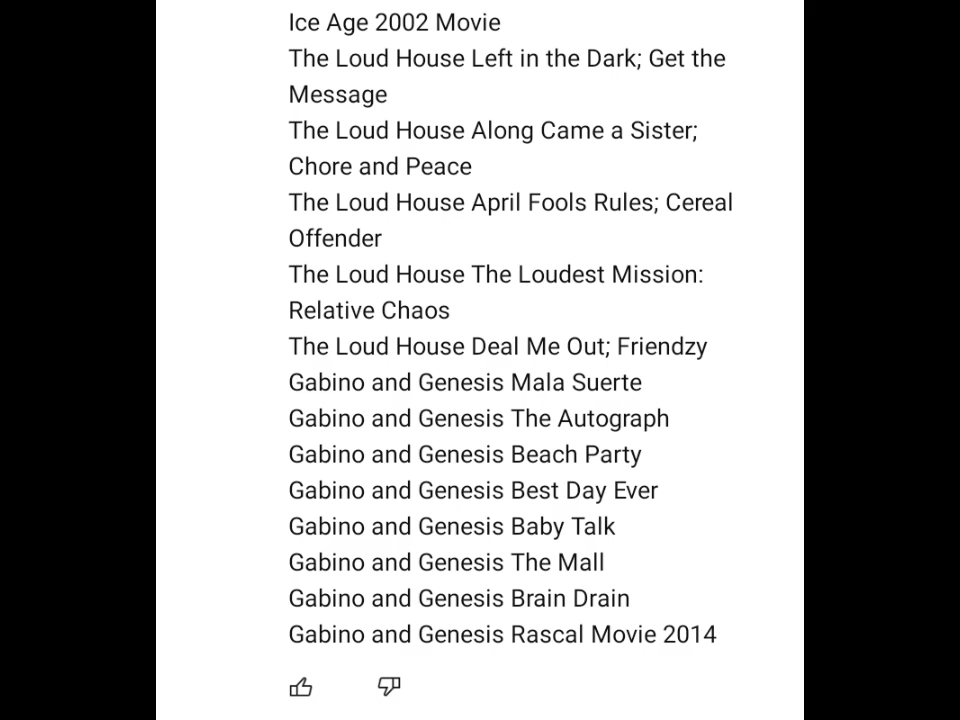 Ice Age 2002 Movie
The Loud House Left in the Dark; Get the
Message
The Loud House Along Came a Sister;
Chore and Peace
The Loud House April Fools Rules; Cereal
Offender
The Loud House The Loudest Mission:
Relative Chaos
The Loud House Deal Me Out; Friendzy
Gabino and Genesis Mala Suerte
Gabino and Genesis The Autograph
Gabino and Genesis Beach Party
Gabino and Genesis Best Day Ever
Gabino and Genesis Baby Talk
Gabino and Genesis The Mall
Gabino and Genesis Brain Drain
Gabino and Genesis Rascal Movie 2014